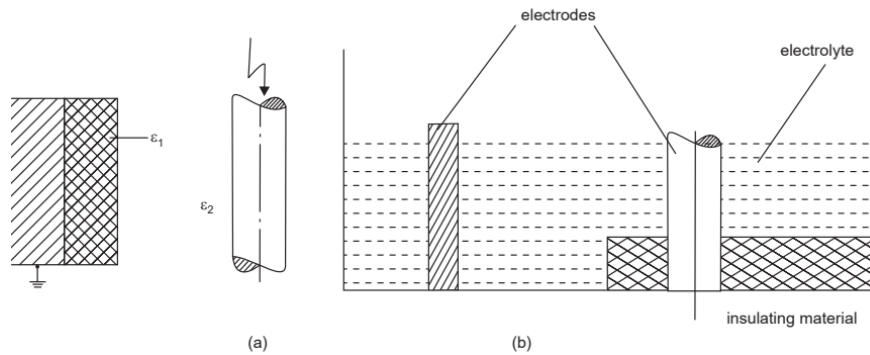 electrodes
electrolyte
ε1
ε2
insulating material
(a)
(b)